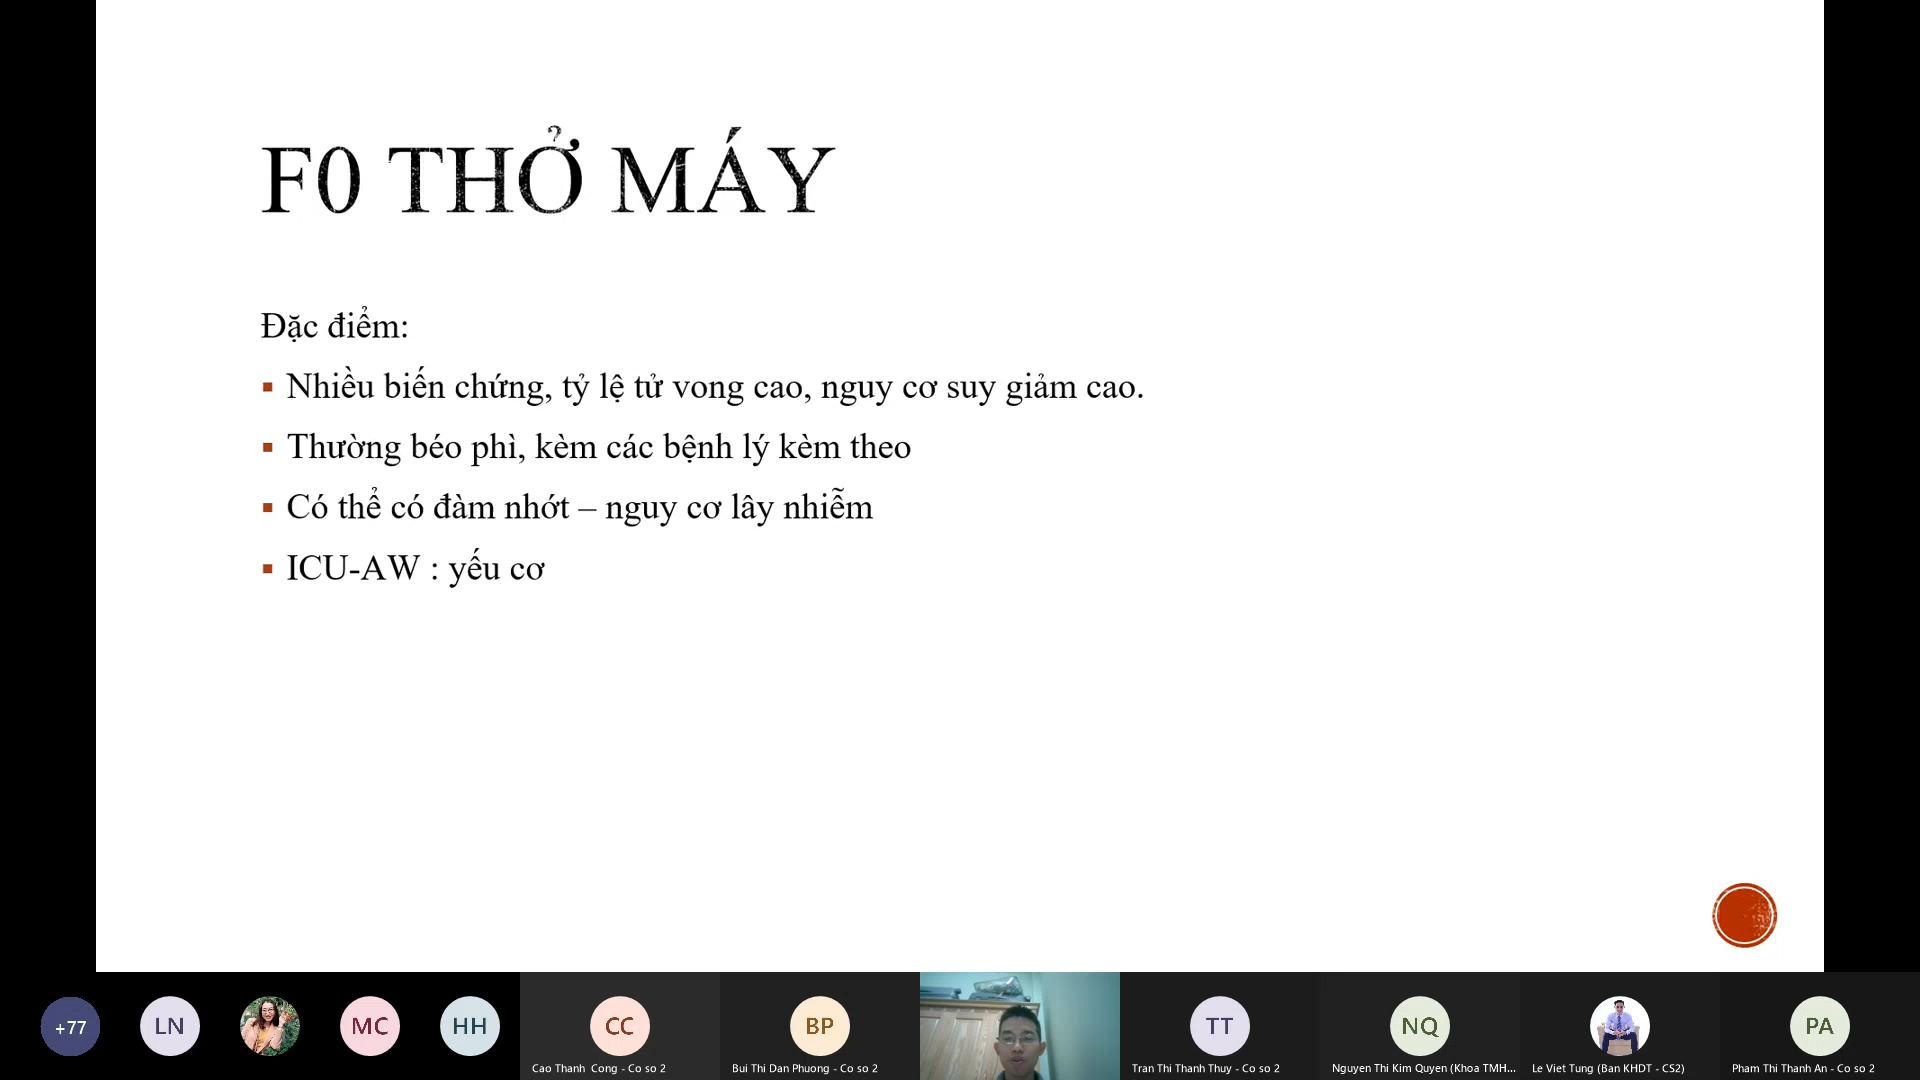 F0 THỞ MÁY
Đặc điểm:
▪ Nhiều biến chứng, tỷ lệ tử vong cao, nguy cơ suy giảm cao.
▪ Thường béo phì, kèm các bệnh lý kèm theo
▪ Có thể có đàm nhớt – nguy cơ lây nhiễm
▪ ICU-AW : yếu cơ
+77
LN
MC
HH
CC
BP
TT
NQ
PA
Cao Thanh Cong - Co so 2
Bui Thi Dan Phuong - Co so 2
Tran Thi Thanh Thuy - Co so 2
Nguyen Thi Kim Quyen (Khoa TMH...
Le Viet Tung (Ban KHDT - CS2)
Pham Thi Thanh An - Co so 2